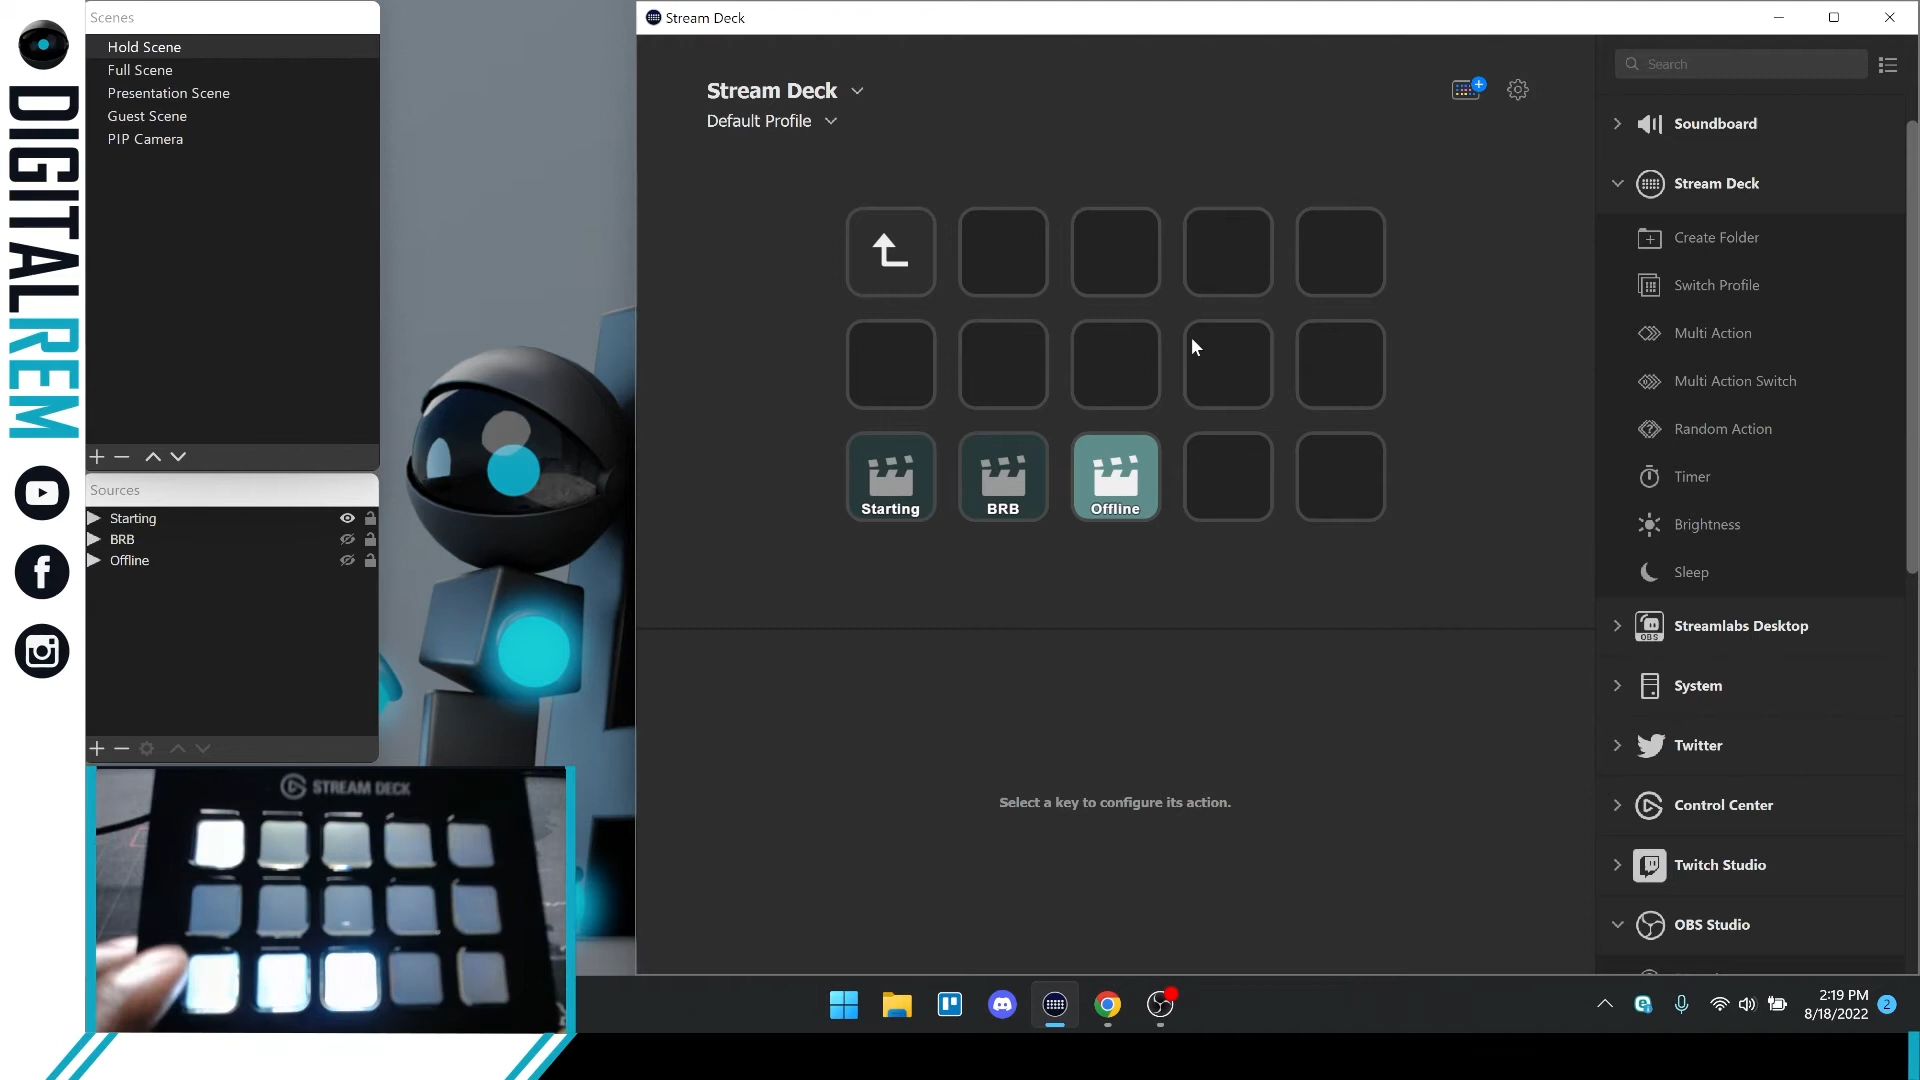 DIGITALREM
Scenes
Hold Scene
Full Scene
Presentation Scene
Guest Scene
PIP Camera
Sources
Starting
BRB
Offline
STREAM DECK
Stream Deck
Stream Deck
Default Profile
Starting
BRB
Offline
Select a key to configure its action.
Search
Soundboard
Stream Deck
Create Folder
Switch Profile
Multi Action
Multi Action Switch
Random Action
Timer
Brightness
Sleep
OBS
Streamlabs Desktop
System
Twitter
Control Center
Twitch Studio
OBS Studio
2:19 PM
8/18/2022
2